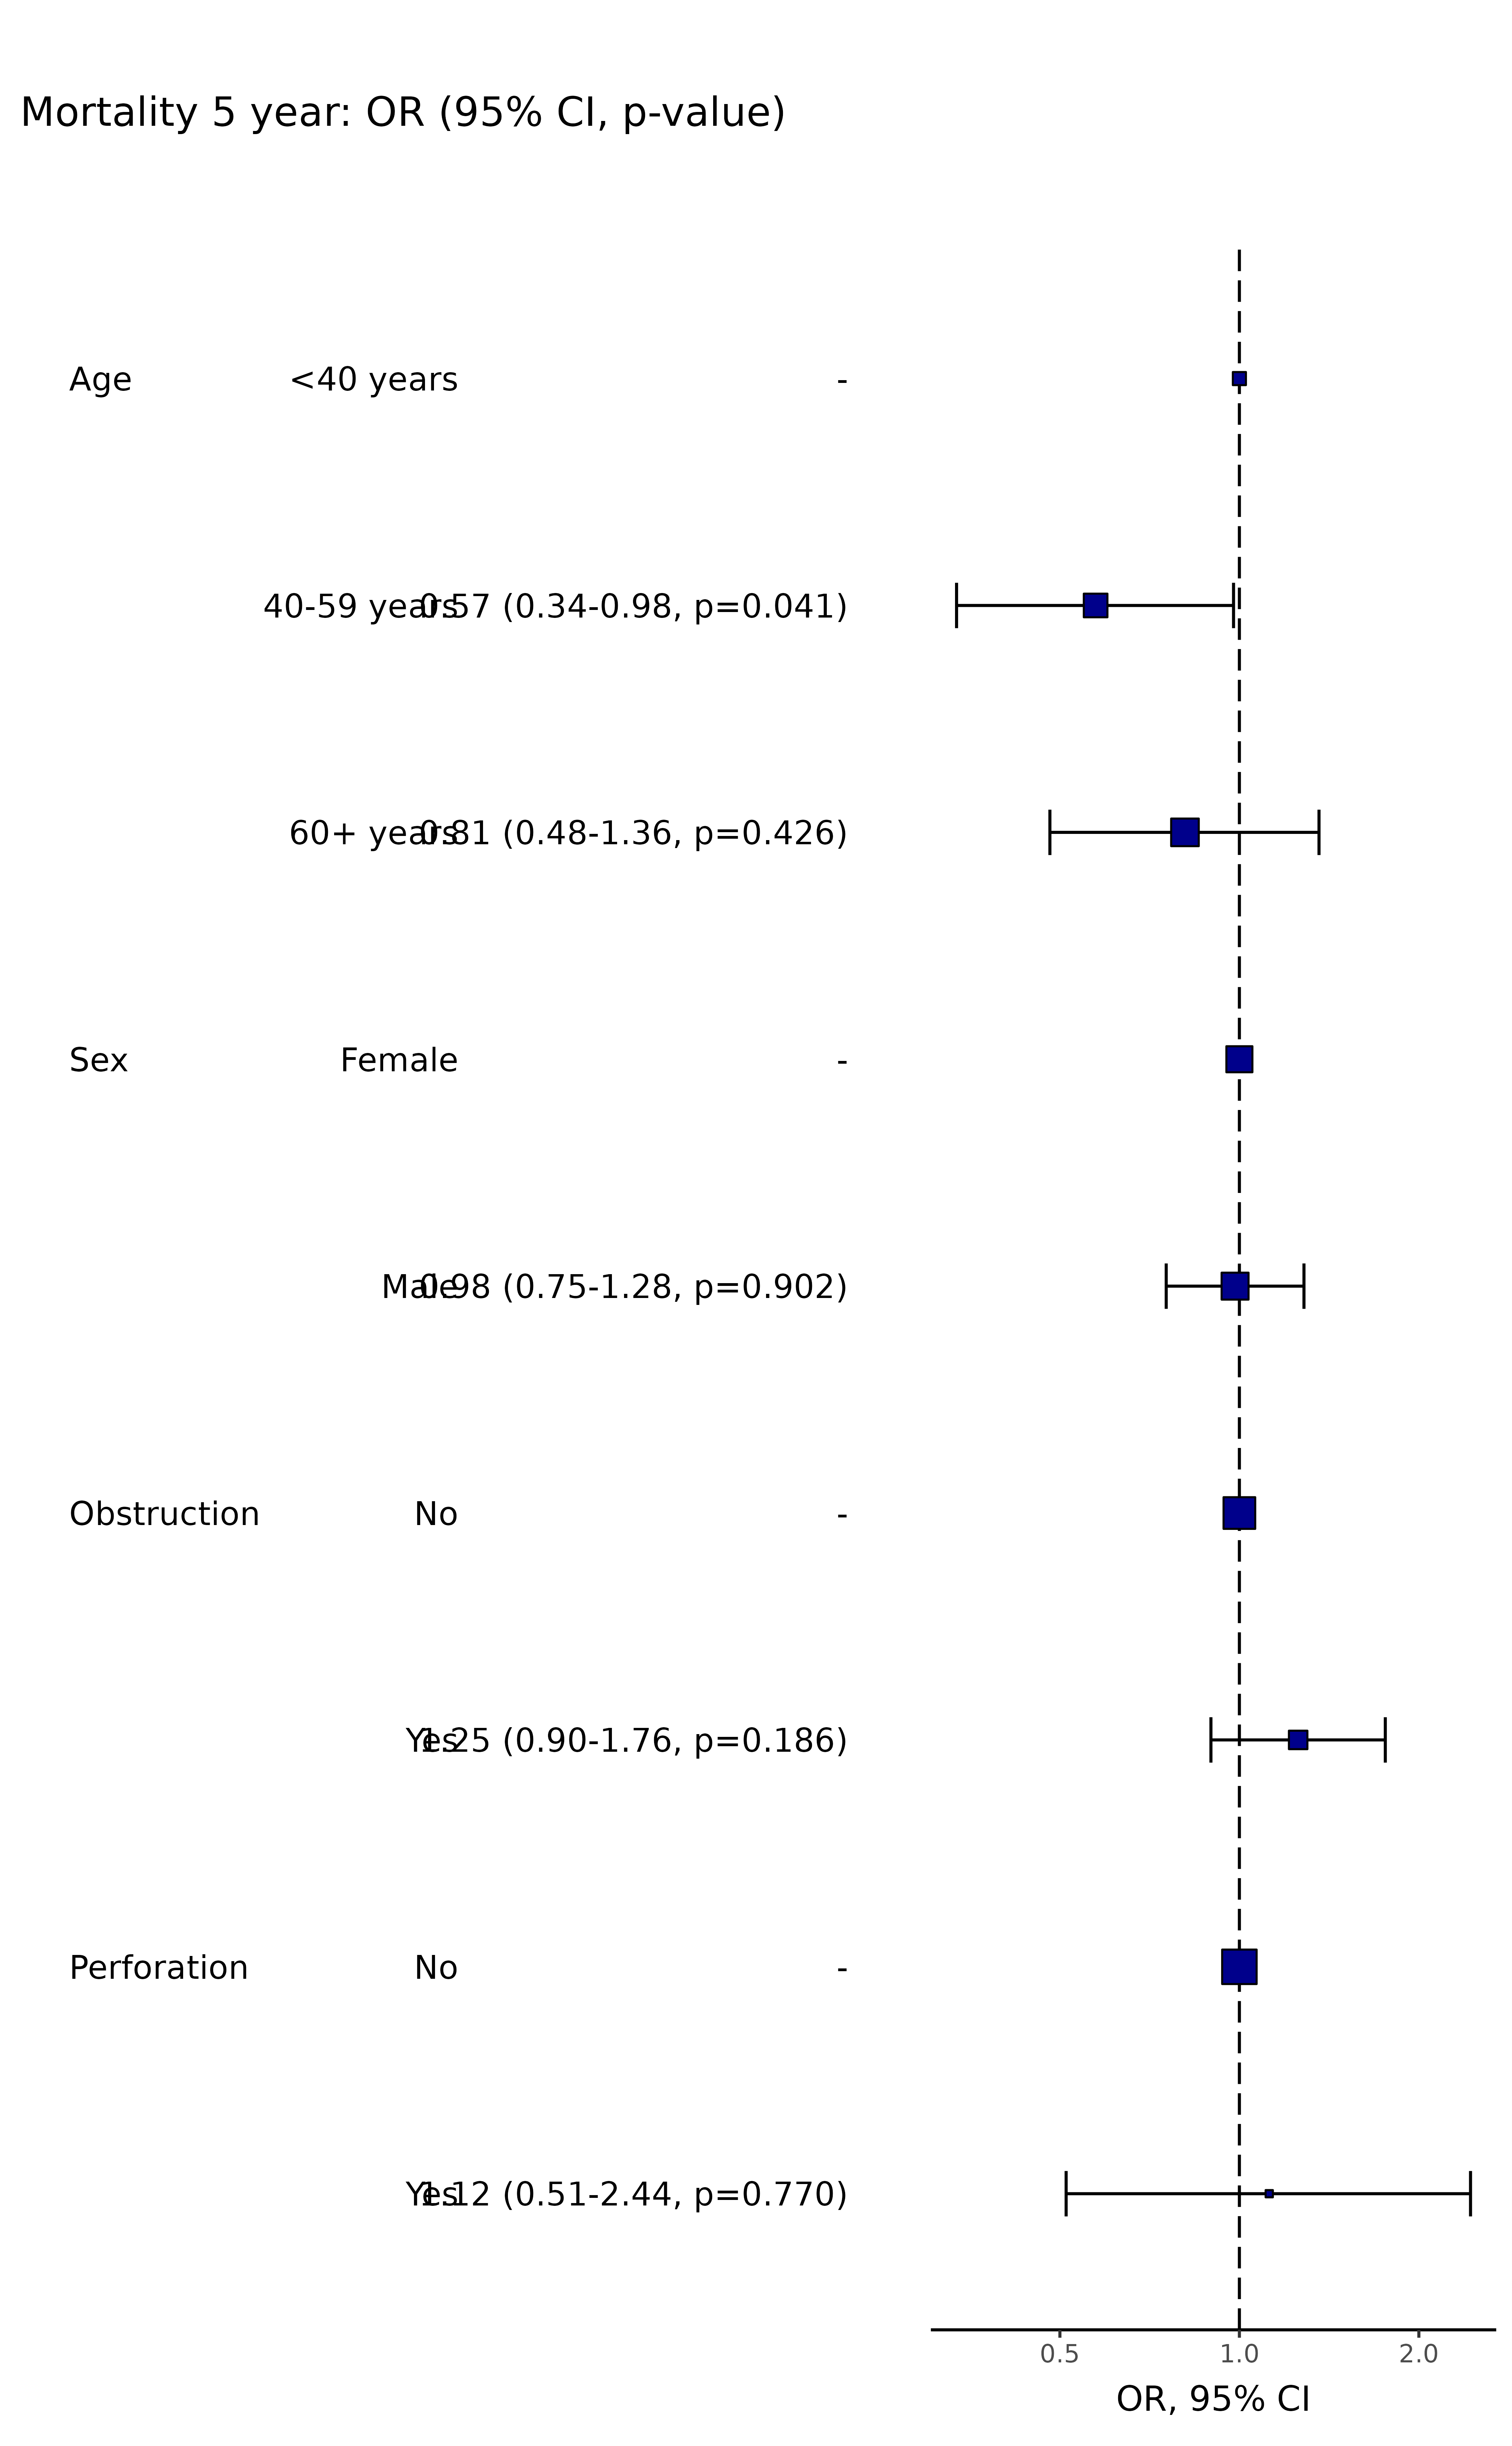 Mortality 5 year: OR (95% CI, p-value)
Age <40 years -
40-59 years 0.57 (0.34-0.98, p=0.041)
60+ years 0.81 (0.48-1.36, p=0.426)
Sex Female -
Male 0.98 (0.75-1.28, p=0.902)
Obstruction No -
Yes 1.25 (0.90-1.76, p=0.186)
Perforation No -
Yes 1.12 (0.51-2.44, p=0.770)
0.5 1.0 2.0
OR, 95% CI